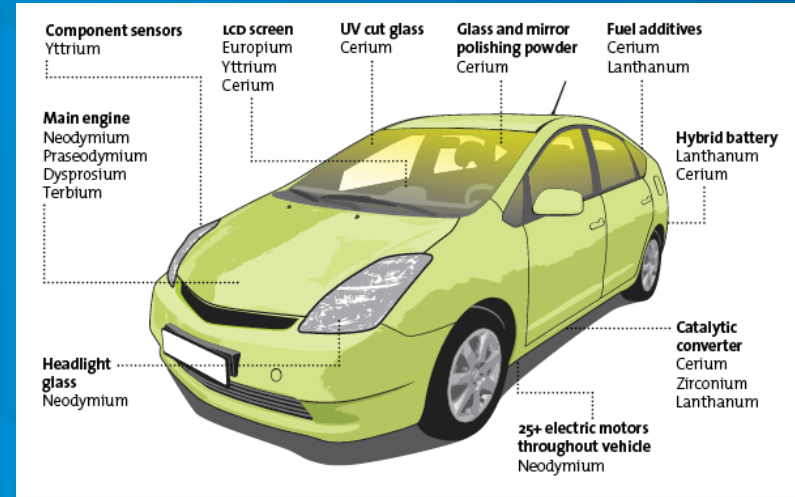 Component sensors
Yttrium
LCD screen
Europium
Yttrium
Cerium
UV cut glass
Cerium
Glass and mirror
polishing powder
Cerium
Fuel additives
Cerium
Lanthanum
Main engine
Neodymium
Praseodymium
Dysprosium
Terbium
Hybrid battery
Lanthanum
Cerium
Headlight
glass
Neodymium
Catalytic
converter
Cerium
Zirconium
Lanthanum
25+ electric motors
throughout vehicle
Neodymium